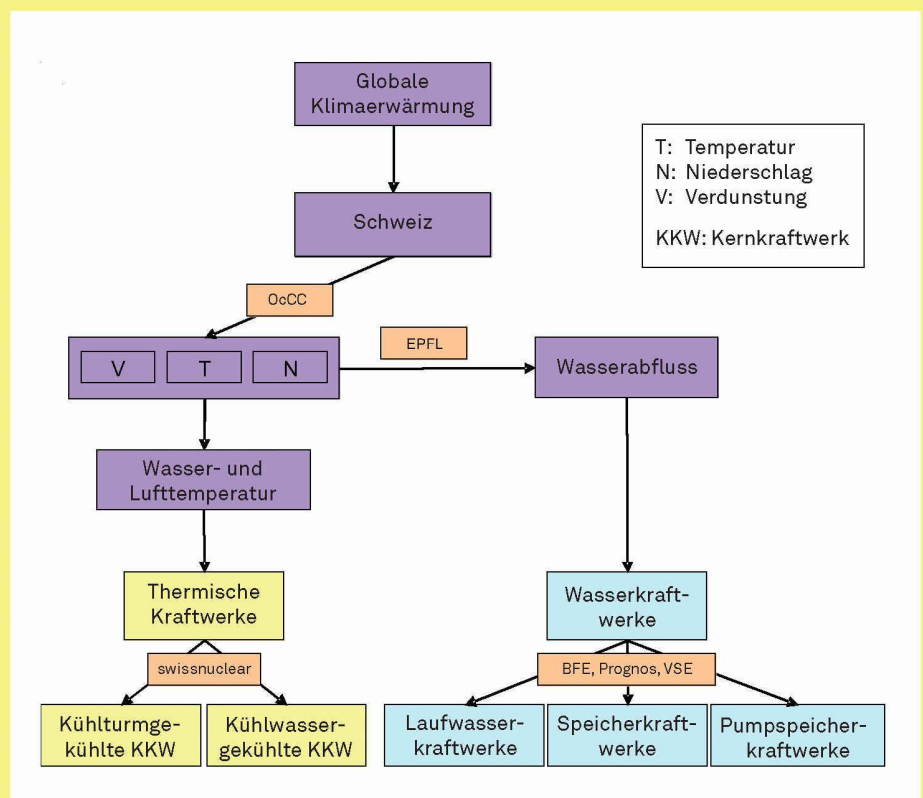 Globale
Klimaerwärmung
T: Temperatur
N: Niederschlag
V: Verdunstung
KKW: Kernkraftwerk
Schweiz
OcCC
EPFL
V T N
Wasserabfluss
Wasser- und
Lufttemperatur
Thermische
Kraftwerke
Wasserkraft-
werke
swissnuclear
BFE, Prognos, VSE
Kühlturmge-
kühlte KKW
Kühlwasser-
gekühlte KKW
Laufwasser-
kraftwerke
Speicherkraft-
werke
Pumpspeicher-
kraftwerke